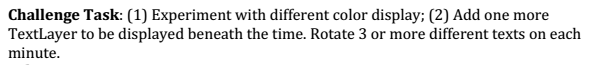 Challenge Task: (1) Experiment with different color display; (2) Add one more
TextLayer to be displayed beneath the time. Rotate 3 or more different texts on each
minute.